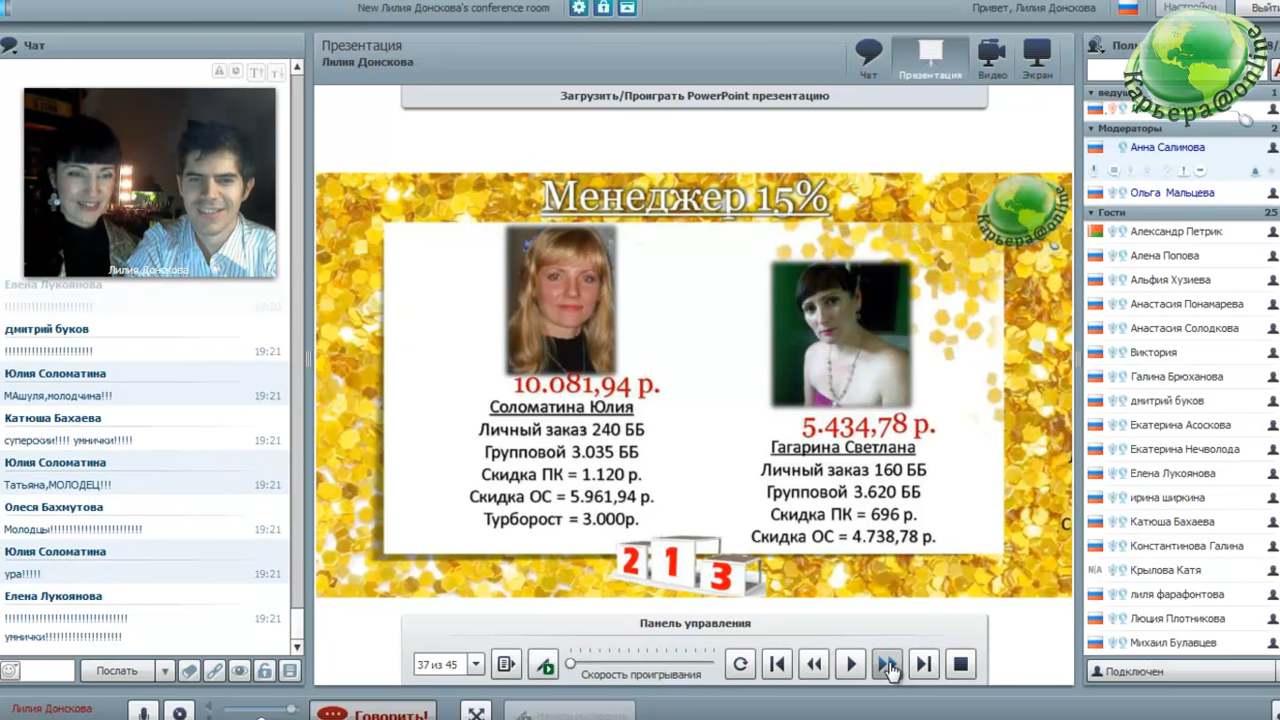 New Лилия Донскова's conference room
Привет, Лилия Донскова
Настройки
Выйти
Чат
Лилия Донскова
Елена Лукоянова
!!!!!!!!!!!!!!!!!!!!!!!
дмитрий буков
!!!!!!!!!!!!!!!!!!!!!!!
19:21
Юлия Соломатина
МАшуля,молодчина!!!
19:21
Катюша Бахаева
суперскии!!!! умнички!!!!!
19:21
Юлия Соломатина
Татьяна,МОЛОДЕЦ!!!
19:21
Олеся Бахмутова
Молодцы!!!!!!!!!!!!!!!!!!!!!!!
19:21
Юлия Соломатина
ура!!!!!
19:21
Елена Лукоянова
!!!!!!!!!!!!!!!!!!!!!!!!!!!!!!!!
19:21
умнички!!!!!!!!!!!!!!!!!!!!!
Послать
Лилия Донскова
Говорить!
Презентация
Лилия Донскова
Чат
Презентация
Видео
Экран
Загрузить/Проиграть PowerPoint презентацию
Менеджер 15%
Карьера@online
10.081,94 р.
Соломатина Юлия
Личный заказ 240 ББ
Групповой 3.035 ББ
Скидка ПК = 1.120 р.
Скидка ОС = 5.961,94 р.
Турборост = 3.000р.
5.434,78 р.
Гагарина Светлана
Личный заказ 160 ББ
Групповой 3.620 ББ
Скидка ПК = 696 р.
Скидка ОС = 4.738,78 р.
2 1 3
Панель управления
37 из 45
Скорость проигрывания
Карьера@online
1
Модераторы
2
Анна Салимова
Ольга Мальцева
Гости
25
Александр Петрик
Алена Попова
Альфия Хузиева
Анастасия Понамарева
Анастасия Солодкова
Виктория
Галина Брюханова
дмитрий буков
Екатерина Асоскова
Екатерина Нечволода
Елена Лукоянова
ирина ширкина
Катюша Бахаева
Константинова Галина
N/A Крылова Катя
лиля фарафонтова
Люция Плотникова
Михаил Булавцев
Подключен